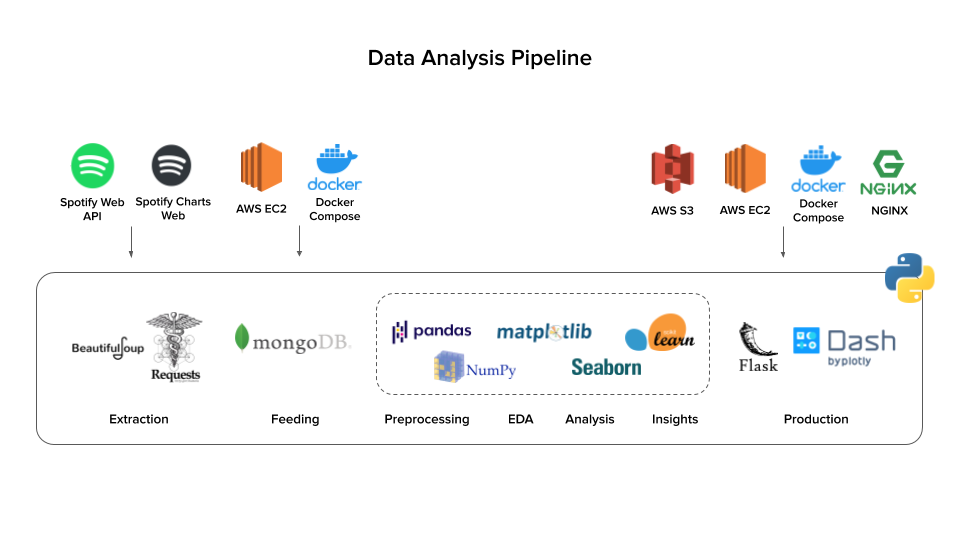 Data Analysis Pipeline
Spotify Web
API
Spotify Charts
Web
AWS EC2
docker
Docker
Compose
AWS S3
AWS EC2
docker
Docker
Compose
NGINX
NGINX
BeautifulSoup
Requests
mongoDB
pandas
matplotlib
learn
NumPy
Seaborn
Flask
Dash
by plotly
Extraction
Feeding
Preprocessing
EDA
Analysis
Insights
Production